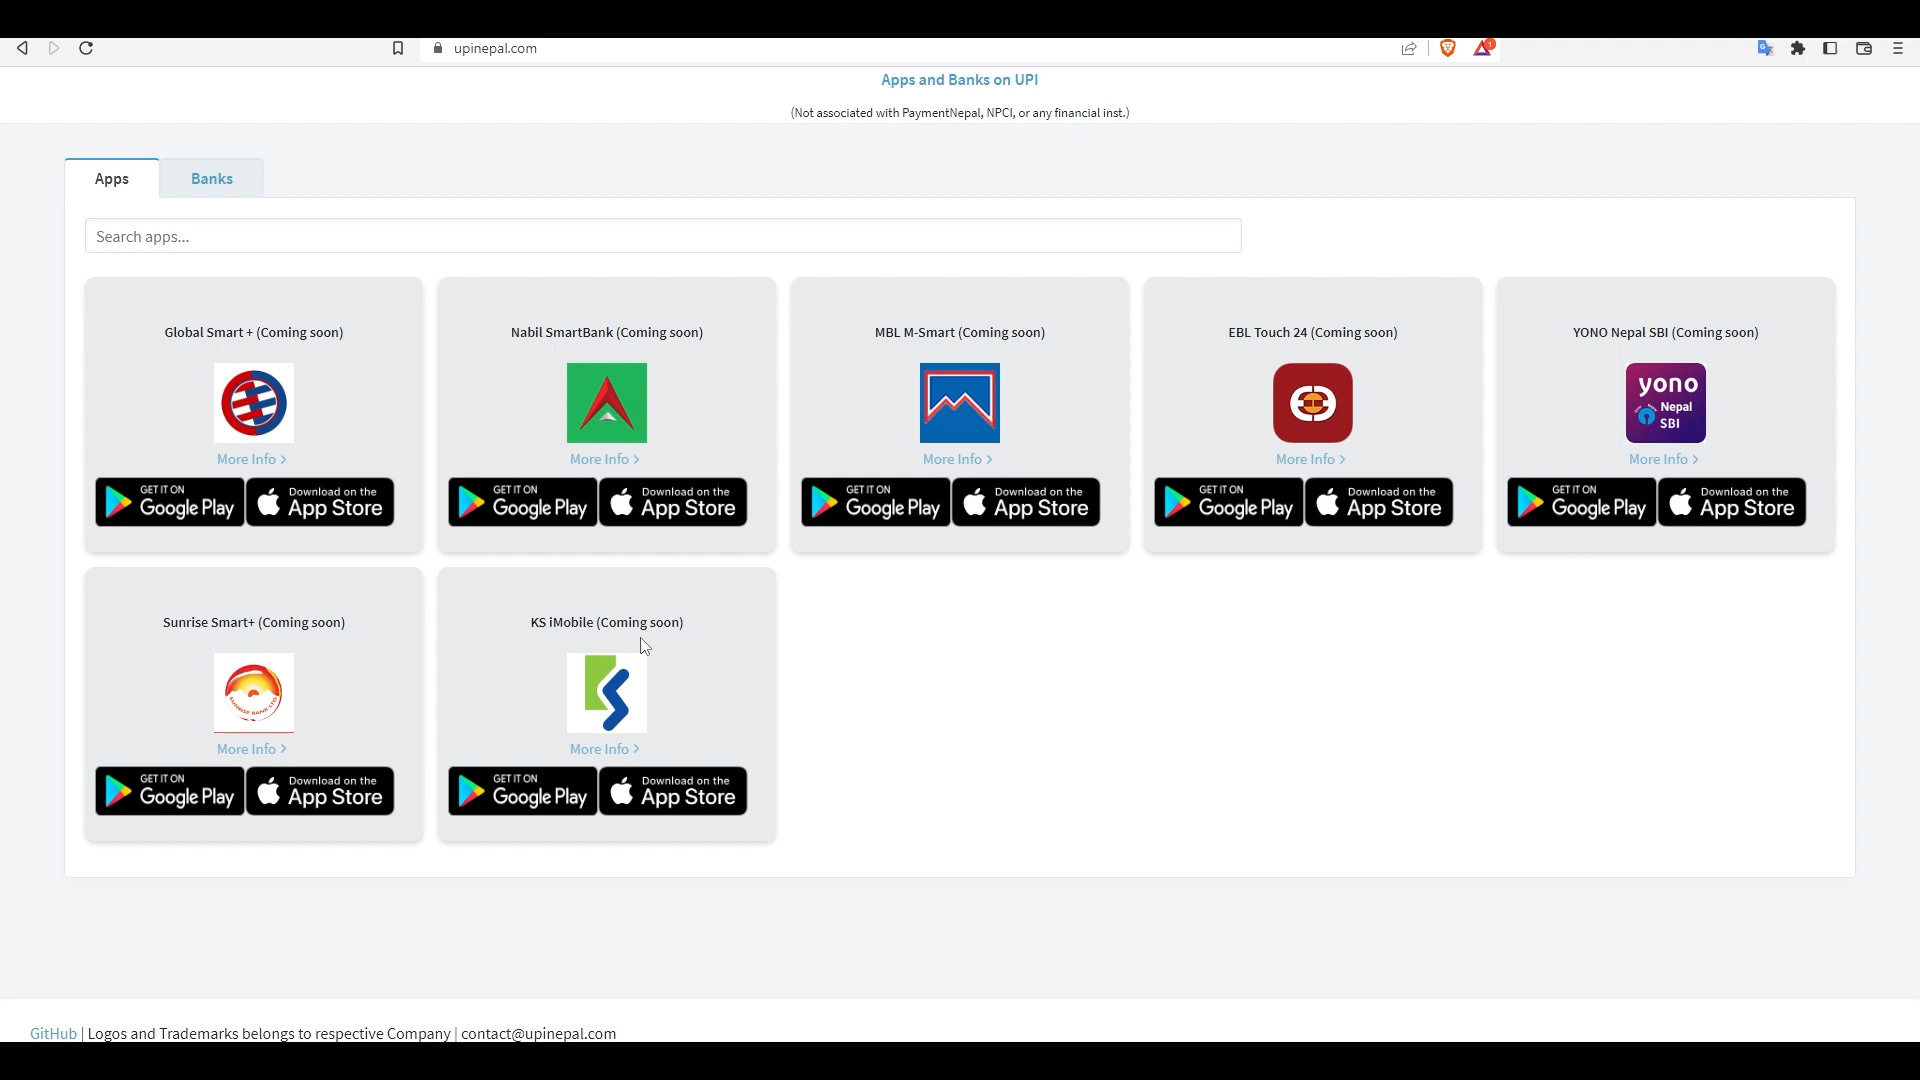 upinepal.com
1
Apps and Banks on UPI
(Not associated with PaymentNepal, NPCI, or any financial inst.)
Apps
Banks
Search apps...
Global Smart + (Coming soon)
More Info >
GET IT ON
Google Play
Download on the
App Store
Nabil SmartBank (Coming soon)
More Info >
GET IT ON
Google Play
Download on the
App Store
MBL M-Smart (Coming soon)
More Info >
GET IT ON
Google Play
Download on the
App Store
EBL Touch 24 (Coming soon)
More Info >
GET IT ON
Google Play
Download on the
App Store
YONO Nepal SBI (Coming soon)
yono
Nepal
SBI
More Info >
GET IT ON
Google Play
Download on the
App Store
Sunrise Smart+ (Coming soon)
SUNRISE BANK LTD
More Info >
GET IT ON
Google Play
Download on the
App Store
KS iMobile (Coming soon)
More Info >
GET IT ON
Google Play
Download on the
App Store
GitHub | Logos and Trademarks belongs to respective Company | contact@upinepal.com